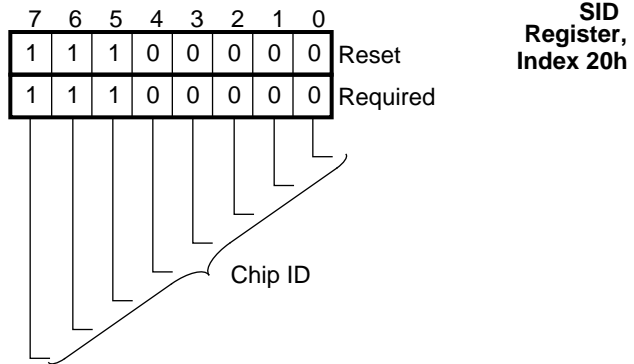 7 6 5 4 3 2 1 0
1 1 1 0 0 0 0 0 Reset
1 1 1 0 0 0 0 0 Required
SID
Register,
Index 20h
Chip ID